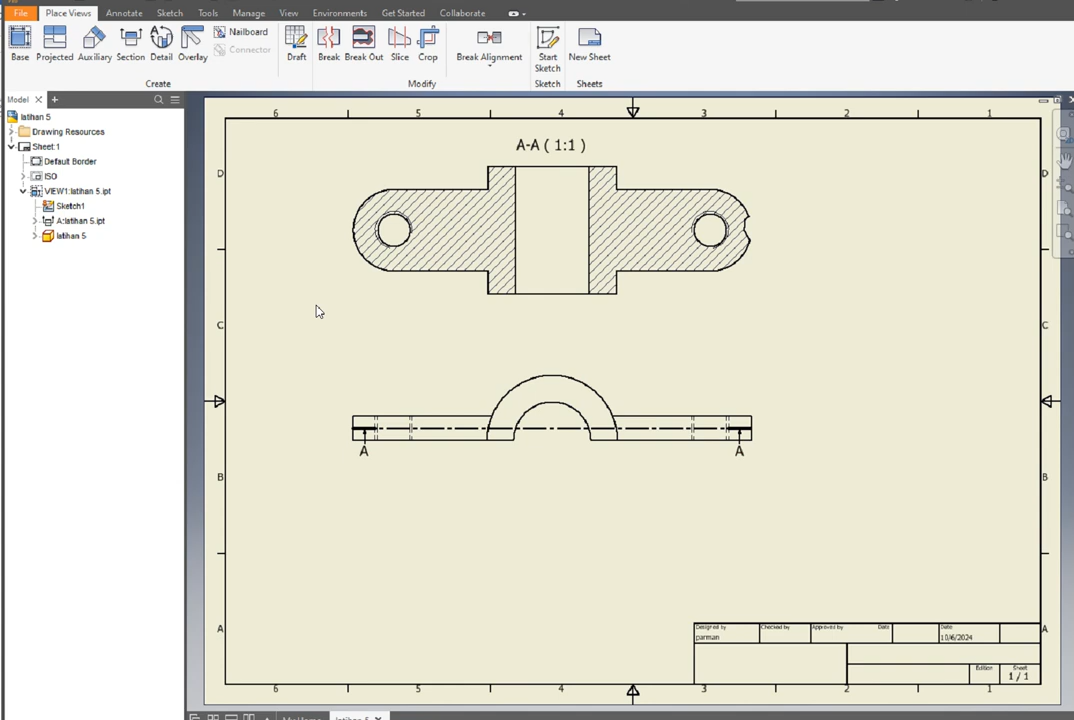 File Place Views Annotate Sketch Tools Manage View Environments Get Started Collaborate
Base Projected Auxiliary Section Detail Overlay
Nailboard
Connector
Draft Break Break Out Slice Crop
Break Alignment
Start
Sketch
New Sheet
Create
Modify
Sketch
Sheets
Model
latihan 5
Drawing Resources
Sheet:1
Default Border
ISO
VIEW1:latihan 5.ipt
Sketch1
A:latihan 5.ipt
latihan 5
6 5 4 3 2 1
D D
C C
B B
A A
A-A ( 1:1 )
A A
Designed by Checked by Approved by Date Date
parman 10/6/2024
Edition Sheet
1 / 1
6 5 4 3 2 1
My Home latihan 5